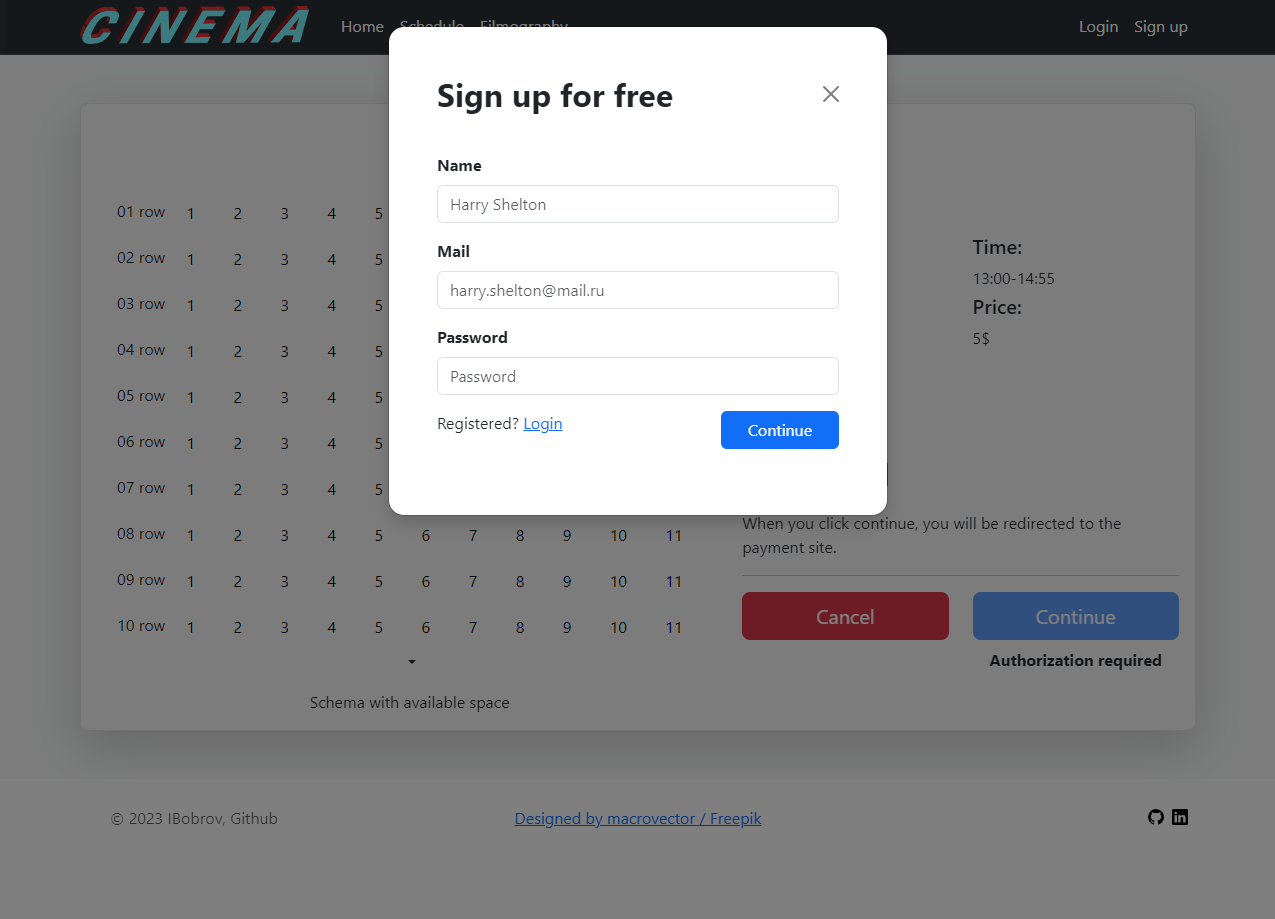 CINEMA
Home Schedule Filmography
Login Sign up
Sign up for free
Name
Harry Shelton
Mail
harry.shelton@mail.ru
Password
Password
Registered? Login
Continue
01 row 1 2 3 4 5
02 row 1 2 3 4 5
03 row 1 2 3 4 5
04 row 1 2 3 4 5
05 row 1 2 3 4 5
06 row 1 2 3 4 5
07 row 1 2 3 4 5
08 row 1 2 3 4 5 6 7 8 9 10 11
09 row 1 2 3 4 5 6 7 8 9 10 11
10 row 1 2 3 4 5 6 7 8 9 10 11
Schema with available space
Time:
13:00-14:55
Price:
5$
When you click continue, you will be redirected to the
payment site.
Cancel
Continue
Authorization required
© 2023 IBobrov, Github
Designed by macrovector / Freepik